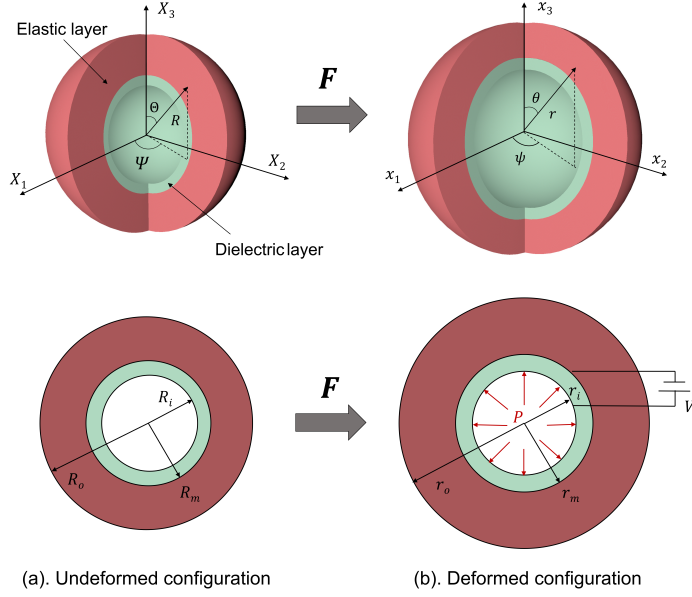 X₃
Elastic layer
Θ
R
Ψ
X₁
X₂
Dielectric layer
F
x₃
θ
r
ψ
x₁
x₂
Rᵢ
Rₒ
Rₘ
F
P
rᵢ
rₒ
rₘ
V
(a). Undeformed configuration
(b). Deformed configuration